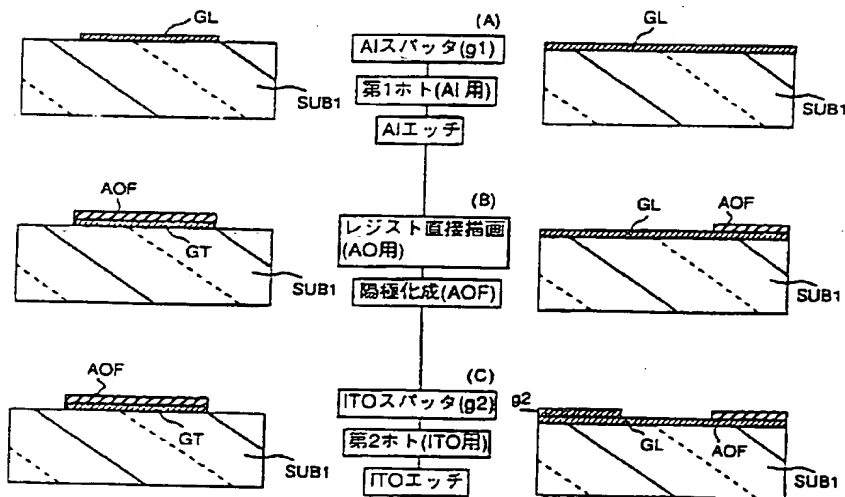 (A)
GL
SUB1
AIスパッタ(g1)
第1ホト(AI用)
AIエッチ
GL
SUB1
(B)
AOF
GT
SUB1
レジスト直接描画
(AO用)
陽極化成(AOF)
GL
AOF
SUB1
(C)
AOF
GT
SUB1
ITOスパッタ(g2)
第2ホト(ITO用)
ITOエッチ
g2
GL
AOF
SUB1